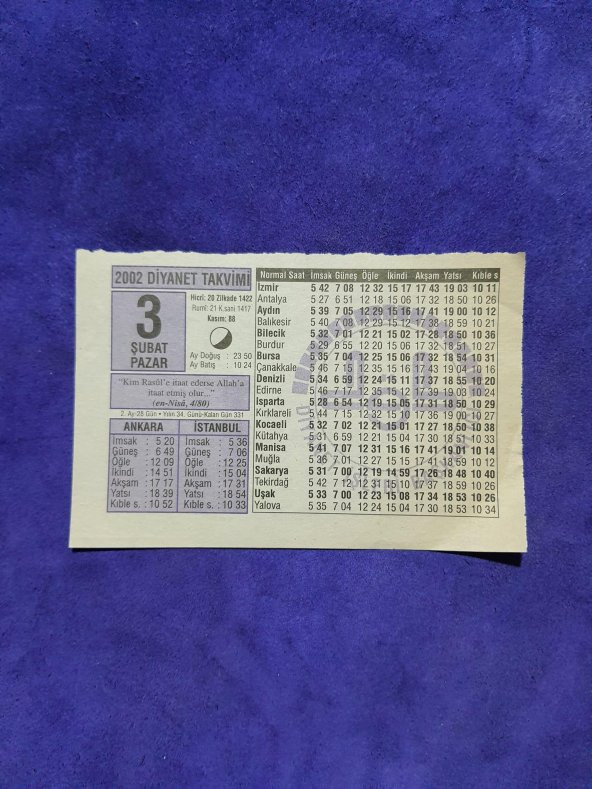 2002 DİYANET TAKVİMİ
3
ŞUBAT
PAZAR
Hicri: 20 Zilkade 1422
Rumi: 21 K.sani 1417
Kasım: 88
Ay Doğuş : 23 50
Ay Batış : 10 24
“Kim Rasûl’e itaat ederse Allah’a
itaat etmiş olur...”
(en-Nisâ, 4/80)
2. Ay-28 Gün • Yılın 34. Günü-Kalan Gün 331
ANKARA
İmsak : 5 20
Güneş : 6 49
Öğle : 12 09
İkindi : 14 51
Akşam : 17 17
Yatsı : 18 39
Kıble s. : 10 52
İSTANBUL
İmsak : 5 36
Güneş : 7 06
Öğle : 12 25
İkindi : 15 04
Akşam : 17 31
Yatsı : 18 54
Kıble s. : 10 33
Normal Saat İmsak Güneş Öğle İkindi Akşam Yatsı Kıble s
İzmir 5 42 7 08 12 32 15 17 17 43 19 03 10 11
Antalya 5 27 6 51 12 18 15 06 17 32 18 50 10 26
Aydın 5 39 7 05 12 29 15 16 17 41 19 00 10 12
Balıkesir 5 40 7 08 12 29 15 12 17 38 18 59 10 21
Bilecik 5 32 7 01 12 21 15 02 17 28 18 50 10 36
Burdur 5 29 6 55 12 20 15 06 17 32 18 51 10 27
Bursa 5 35 7 04 12 25 15 06 17 32 18 54 10 31
Çanakkale 5 46 7 15 12 35 15 16 17 42
Denizli 5 34 6 59 12 24 15 11 17 37 18 55 10 20
Edirne 5 46 7 17 12 35 15
Isparta 5 28 6 54 12 19 15 05 17 31 18 50 10 29
Kırklareli 5 44 7 15 12 32 15 10 17 36 19 00 10 27
Kocaeli 5 32 7 02 12 21 15 01 17 27 18 50 10 38
Kütahya 5 31 6 59 12 21 15 04 17 30 18 50 10
Manisa 5 41 7 07 12 31 15 16 17 41 19 01 10 14
Muğla 5 36 7 01 12 27 15 15 17 41 18 59 10 12
Sakarya 5 31 7 00 12 19 14 59 17 26 18 48 10 40
Tekirdağ 5 42 7 12 12 31 15 10 17 37 18 59 10 26
Uşak 5 33 7 00 12 23 15 08 17 34 18 53 10 26
Yalova 5 35 7 04 12 24 15 04 17 30 18 53 10 34